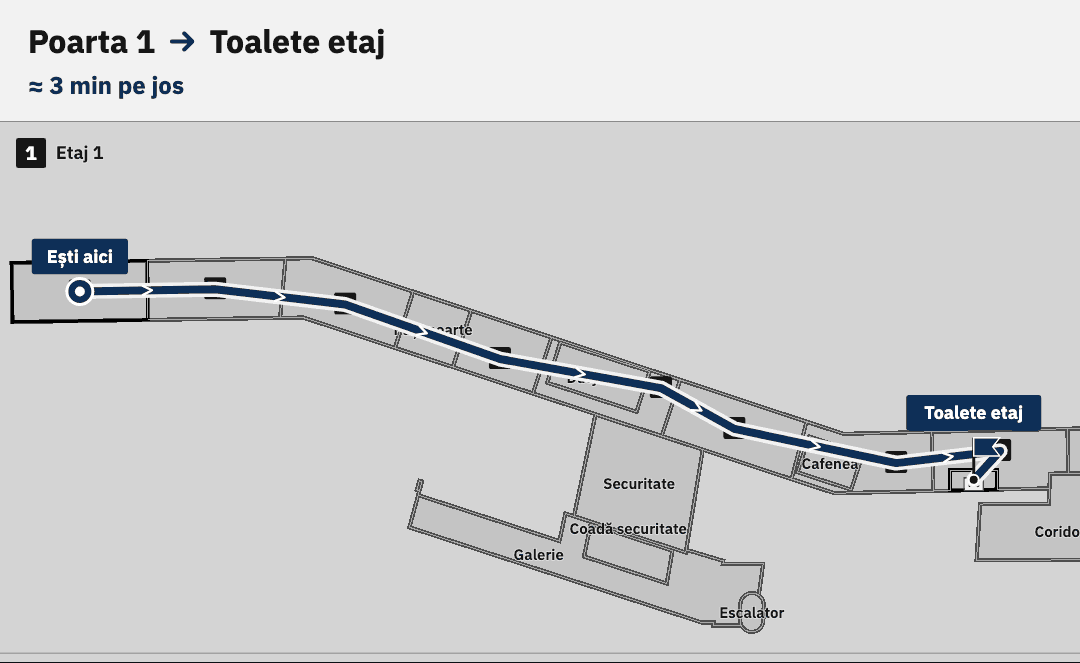 Poarta 1 → Toalete etaj
≈ 3 min pe jos
1 Etaj 1
Ești aici
Toalete etaj
Cafenea
Securitate
Coadă securitate
Galerie
Escalator